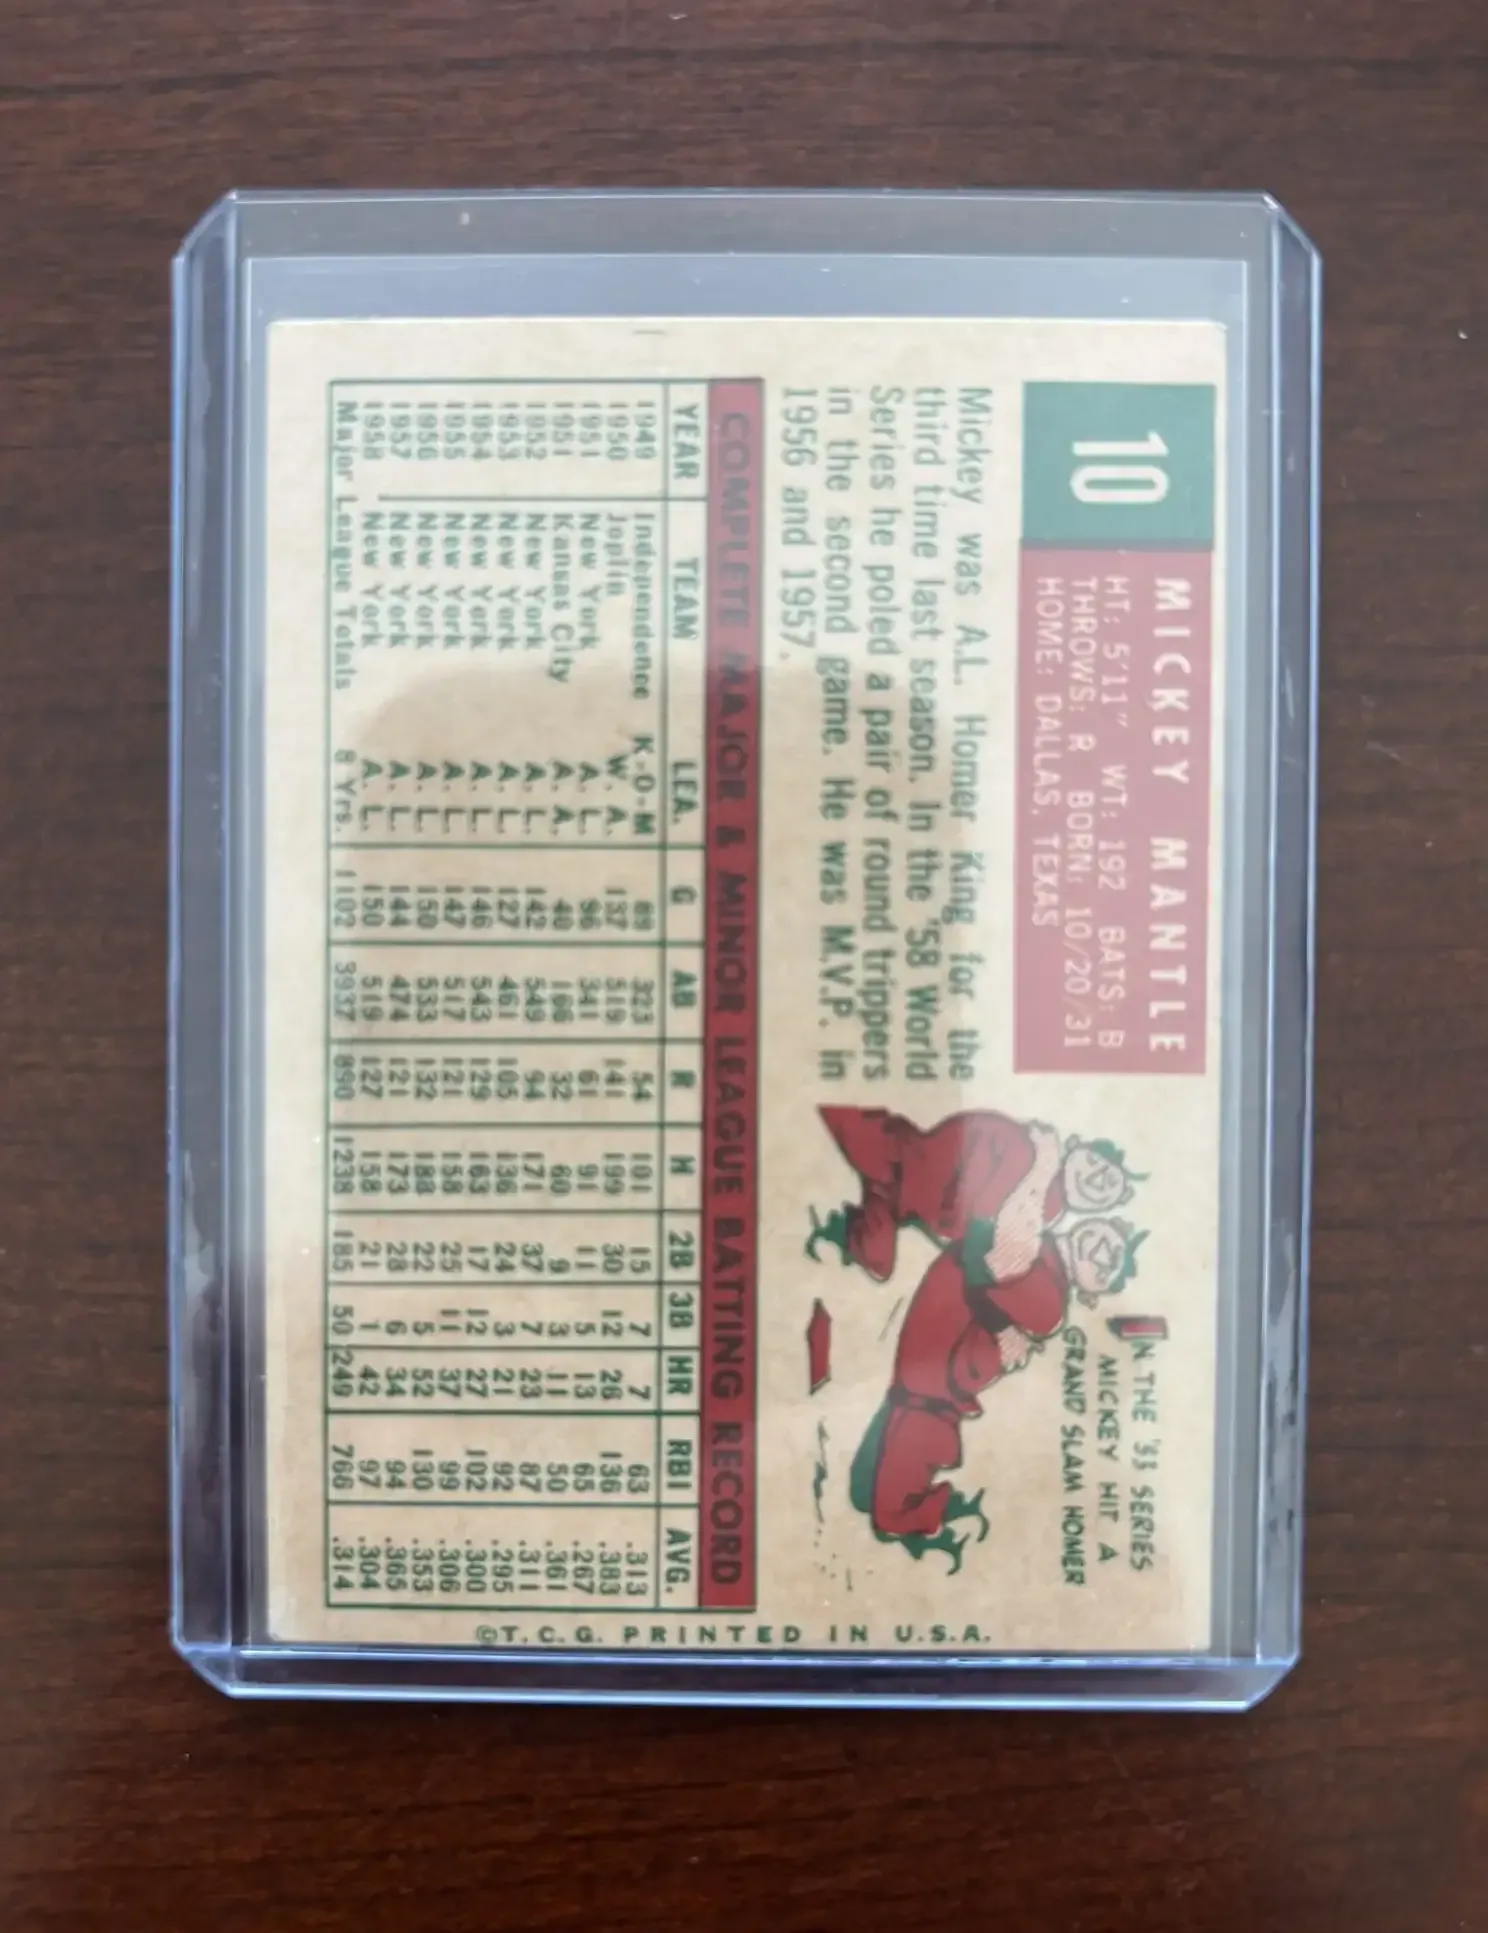 10
MICKEY MANTLE
HT: 5'11" WT: 192 BATS: B
THROWS: R BORN: 10/20/31
HOME: DALLAS, TEXAS
Mickey was A.L. Homer King for the
third time last season. In the '58 World
Series he poled a pair of round trippers
in the second game. He was M.V.P. in
1956 and 1957.
IN THE '53 SERIES
MICKEY HIT A
GRAND SLAM HOMER
COMPLETE MAJOR & MINOR LEAGUE BATTING RECORD
YEAR TEAM LEA. G AB R H 2B 3B HR RBI AVG.
1949 Independence K-O-M 89 323 54 101 15 7 7 63 .313
1950 Joplin W. A. 137 519 141 199 30 12 26 136 .383
1951 New York A. L. 96 341 61 91 11 5 13 65 .267
1951 Kansas City A. A. 40 166 32 60 9 3 11 50 .361
1952 New York A. L. 142 549 94 171 37 7 23 87 .311
1953 New York A. L. 127 461 105 136 24 3 21 92 .295
1954 New York A. L. 146 543 129 163 17 12 27 102 .300
1955 New York A. L. 147 517 121 158 25 11 37 99 .306
1956 New York A. L. 150 533 132 188 22 5 52 130 .353
1957 New York A. L. 144 474 121 173 28 6 34 94 .365
1958 New York A. L. 150 519 127 158 21 1 42 97 .304
Major League Totals 8 Yrs. 1102 3937 890 1238 185 50 249 766 .314
©T. C. G. PRINTED IN U.S.A.